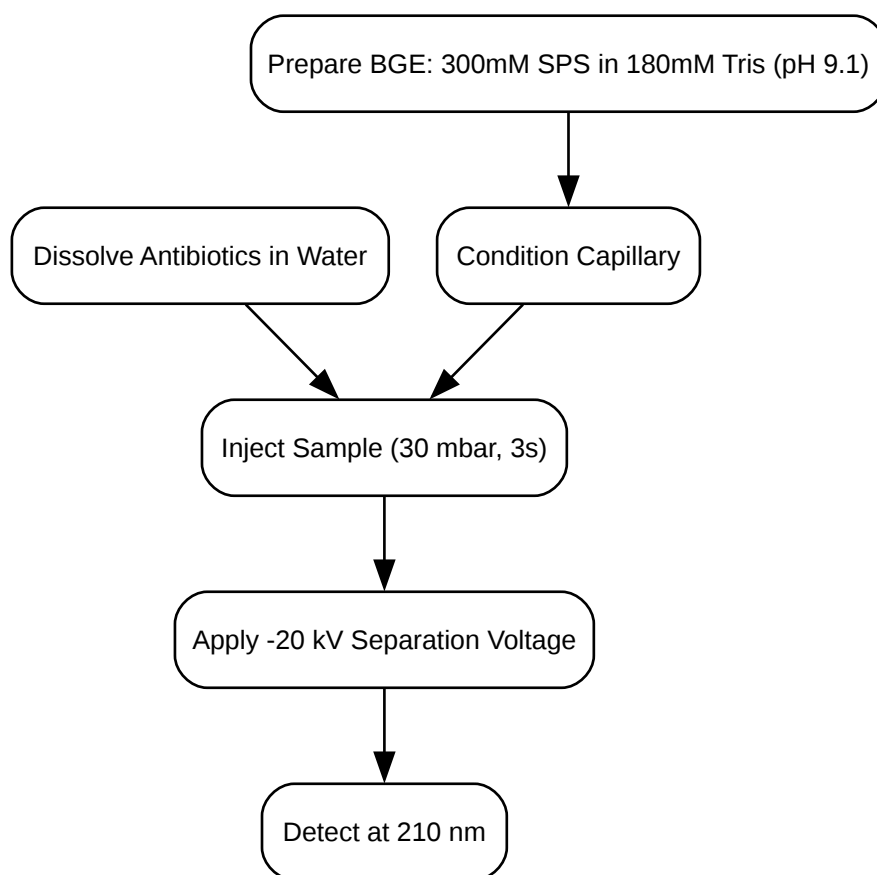 Prepare BGE: 300mM SPS in 180mM Tris (pH 9.1)
Dissolve Antibiotics in Water
Condition Capillary
Inject Sample (30 mbar, 3s)
Apply -20 kV Separation Voltage
Detect at 210 nm